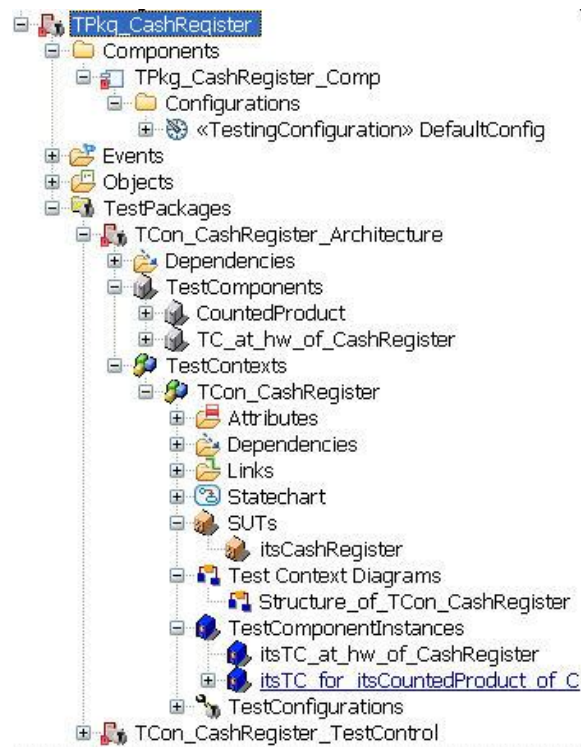 TPkg_CashRegister
Components
TPkg_CashRegister_Comp
Configurations
«TestingConfiguration» DefaultConfig
Events
Objects
TestPackages
TCon_CashRegister_Architecture
Dependencies
TestComponents
CountedProduct
TC_at_hw_of_CashRegister
TestContexts
TCon_CashRegister
Attributes
Dependencies
Links
Statechart
SUTs
itsCashRegister
Test Context Diagrams
Structure_of_TCon_CashRegister
TestComponentInstances
itsTC_at_hw_of_CashRegister
itsTC_for_itsCountedProduct_of_C
TestConfigurations
TCon_CashRegister_TestControl